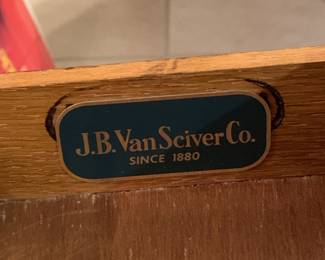 J.B. Van Sciver Co.
SINCE 1880